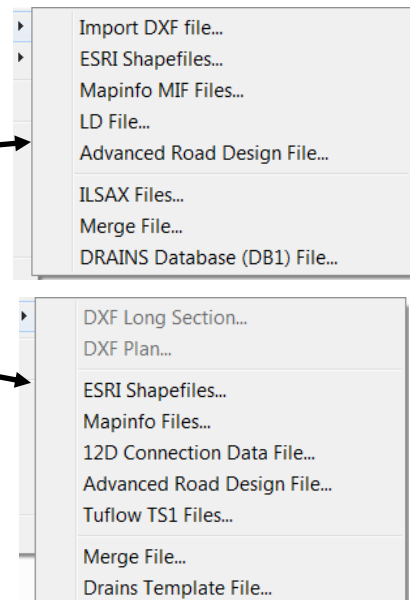 Import DXF file...
ESRI Shapefiles...
Mapinfo MIF Files...
LD File...
Advanced Road Design File...
ILSAX Files...
Merge File...
DRAINS Database (DB1) File...
DXF Long Section...
DXF Plan...
ESRI Shapefiles...
Mapinfo Files...
12D Connection Data File...
Advanced Road Design File...
Tuflow TS1 Files...
Merge File...
Drains Template File...